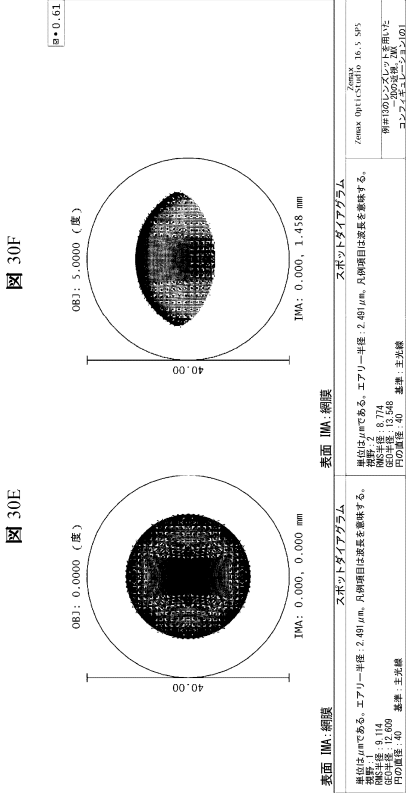 図 30E
OBJ: 0.0000 (度)
40.00
IMA: 0.000, 0.000 mm
表面 IMA:網膜
スポットダイアグラム
単位はμmである。エアリー半径:2.491μm。凡例項目は波長を意味する。
視野:1
RMS半径:9.114
GEO半径:12.609
円の直径:40 基準:主光線
図 30F
▣• 0.61
OBJ: 5.0000 (度)
40.00
IMA: 0.000, 1.458 mm
表面 IMA:網膜
スポットダイアグラム
単位はμmである。エアリー半径:2.491μm。凡例項目は波長を意味する。
視野:2
RMS半径:8.774
GEO半径:13.548
円の直径:40 基準:主光線
Zemax
Zemax OpticStudio 16.5 SP5
例#13のレンズレットを用いた
-2Dの近視.ZMX
コンフィギュレーション1の1